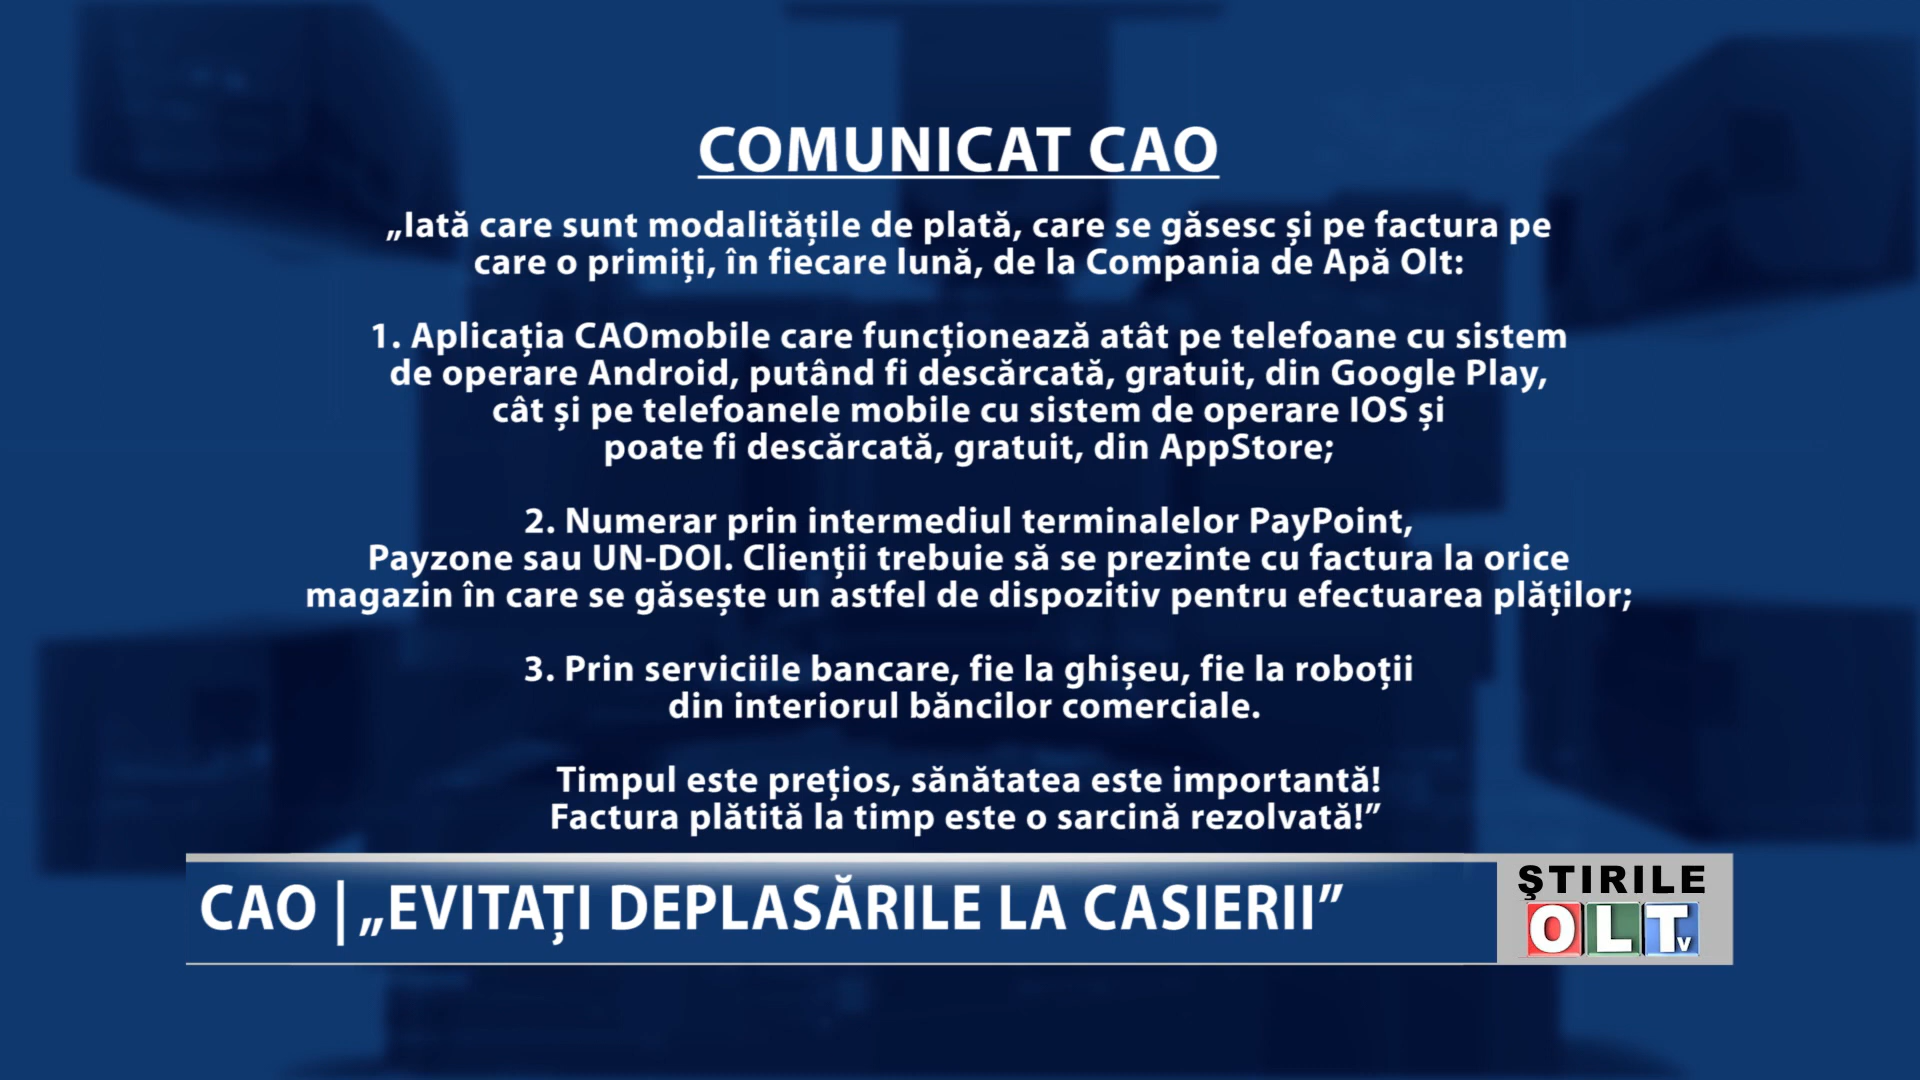 COMUNICAT CAO
„Iată care sunt modalitățile de plată, care se găsesc și pe factura pe
care o primiți, în fiecare lună, de la Compania de Apă Olt:
1. Aplicația CAOmobile care funcționează atât pe telefoane cu sistem
de operare Android, putând fi descărcată, gratuit, din Google Play,
cât și pe telefoanele mobile cu sistem de operare IOS și
poate fi descărcată, gratuit, din AppStore;
2. Numerar prin intermediul terminalelor PayPoint,
Payzone sau UN-DOI. Clienții trebuie să se prezinte cu factura la orice
magazin în care se găsește un astfel de dispozitiv pentru efectuarea plăților;
3. Prin serviciile bancare, fie la ghișeu, fie la roboții
din interiorul băncilor comerciale.
Timpul este prețios, sănătatea este importantă!
Factura plătită la timp este o sarcină rezolvată!”
CAO | „EVITAȚI DEPLASĂRILE LA CASIERII”
ŞTIRILE
OLTv